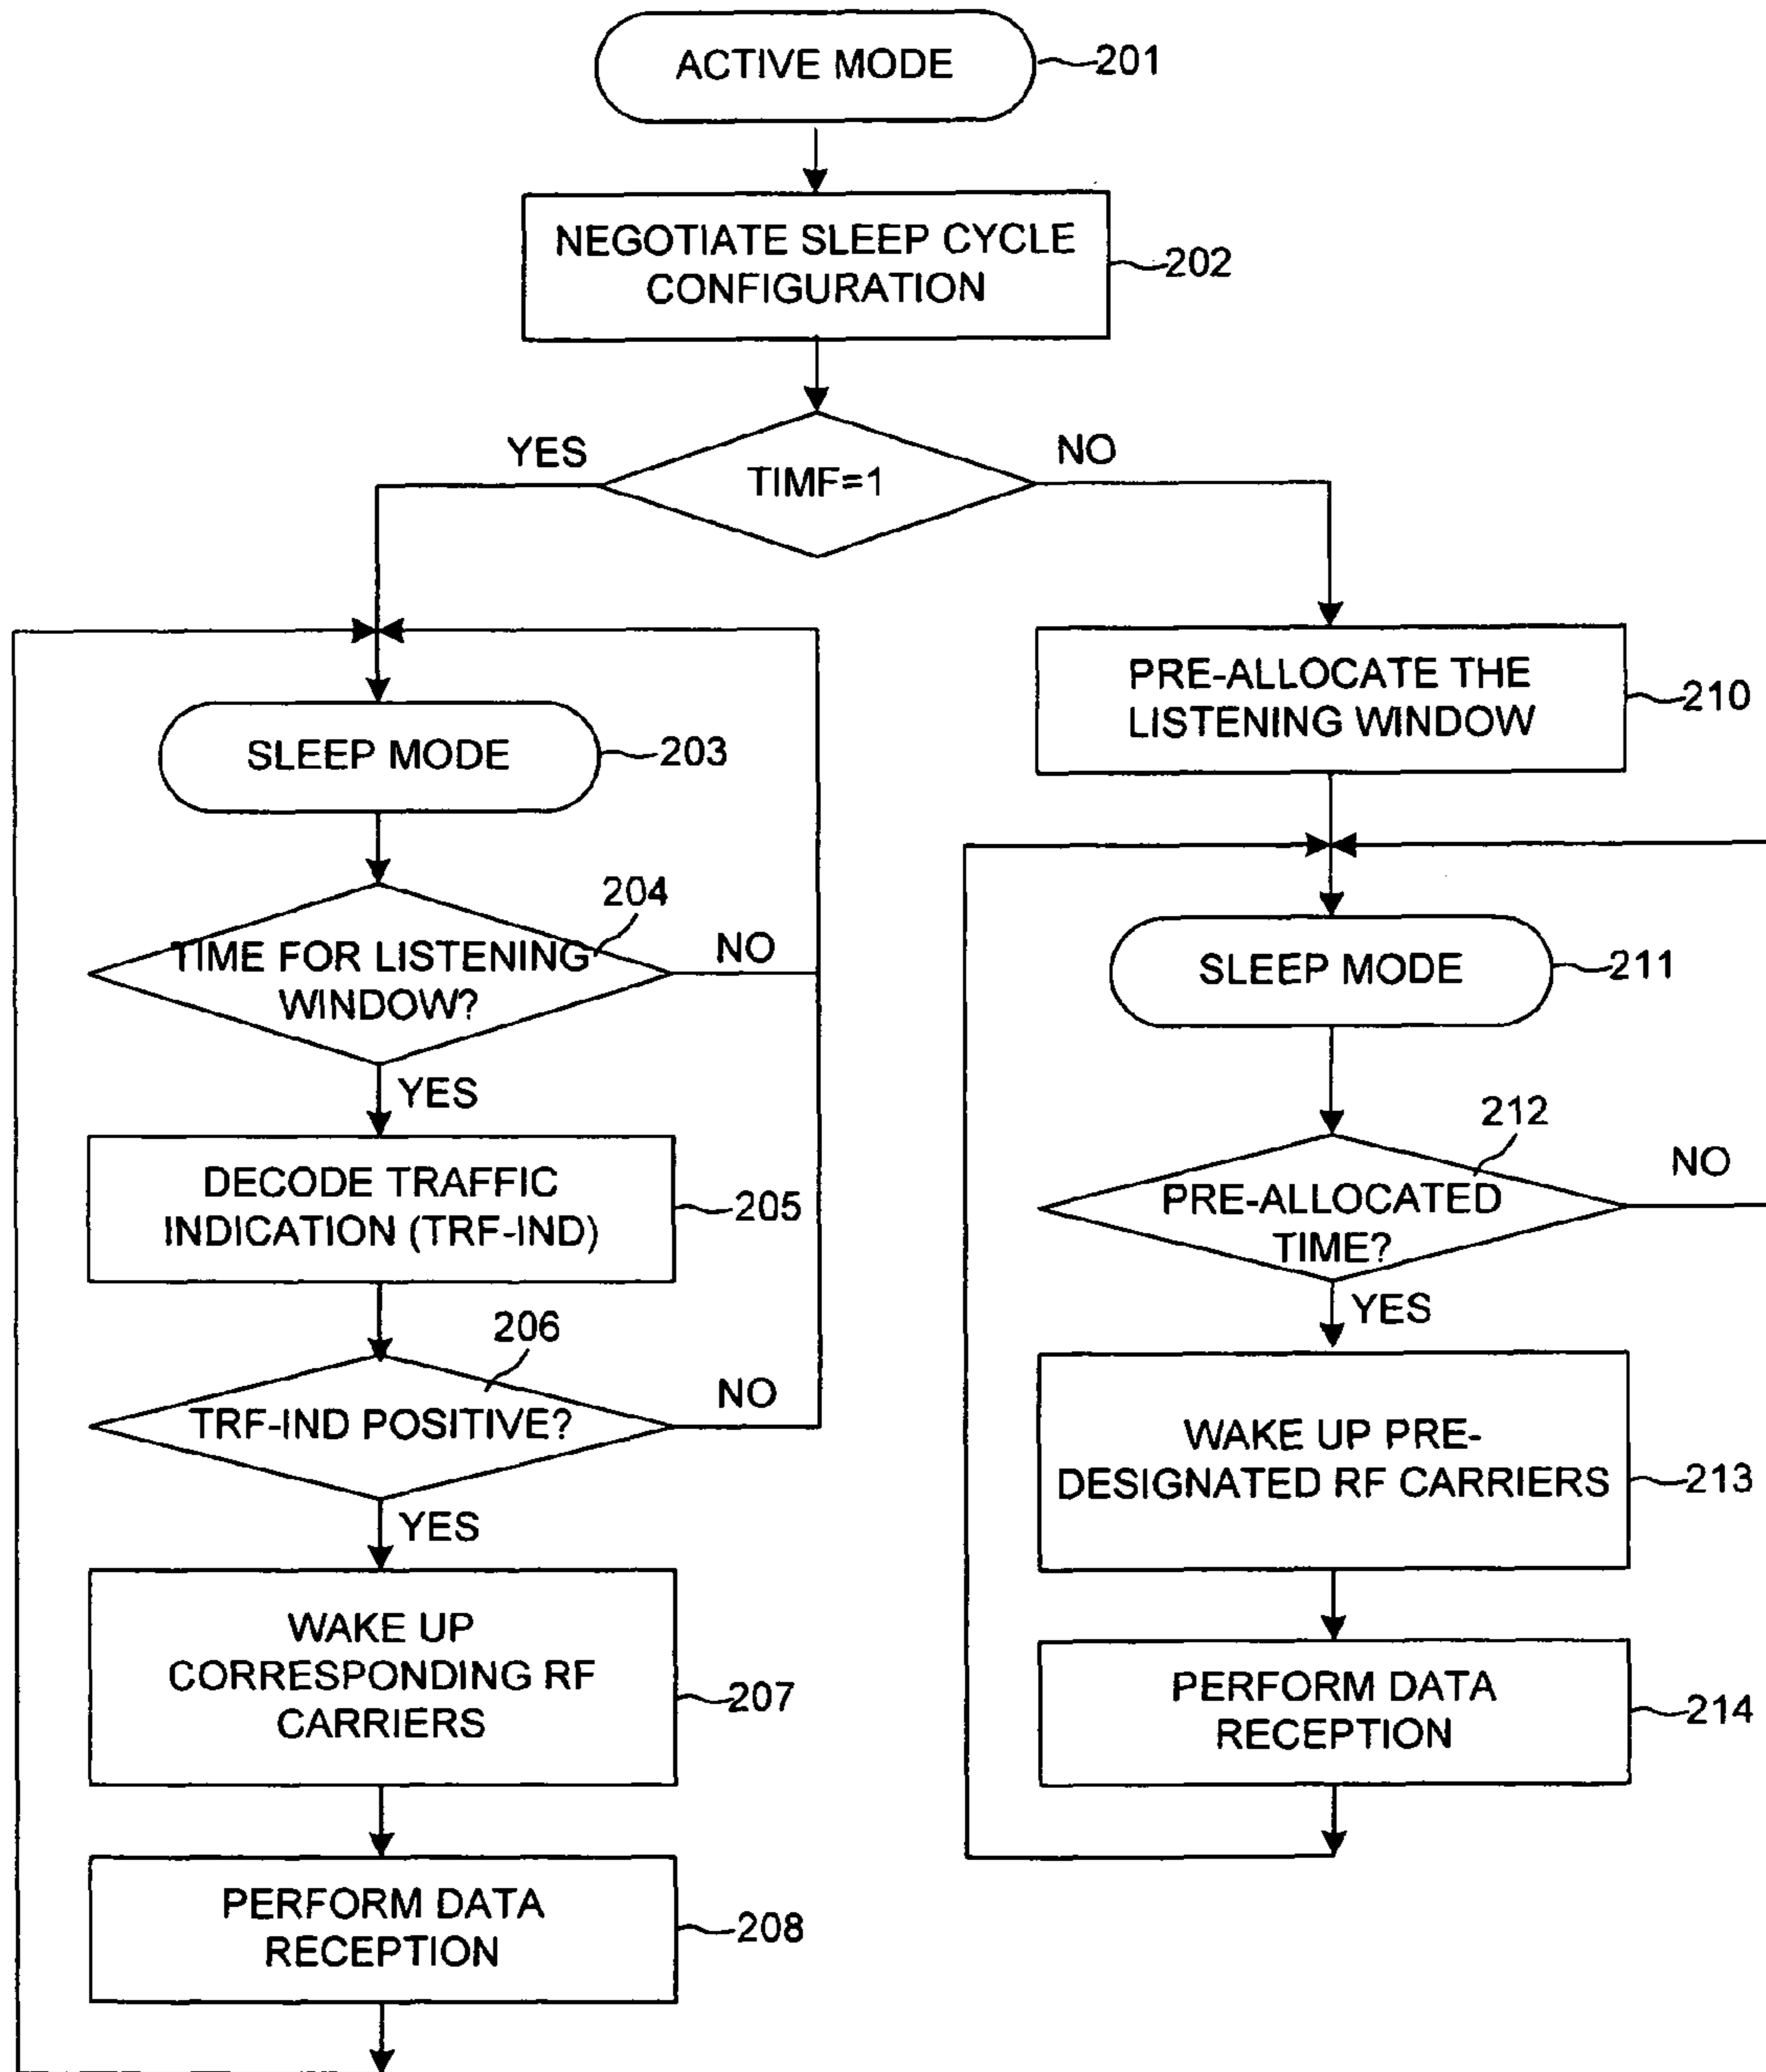 ACTIVE MODE
201
NEGOTIATE SLEEP CYCLE
CONFIGURATION
202
YES
TIMF=1
NO
SLEEP MODE
203
204
TIME FOR LISTENING
WINDOW?
NO
YES
DECODE TRAFFIC
INDICATION (TRF-IND)
205
206
TRF-IND POSITIVE?
NO
YES
WAKE UP
CORRESPONDING RF
CARRIERS
207
PERFORM DATA
RECEPTION
208
PRE-ALLOCATE THE
LISTENING WINDOW
210
SLEEP MODE
211
212
PRE-ALLOCATED
TIME?
NO
YES
WAKE UP PRE-
DESIGNATED RF CARRIERS
213
PERFORM DATA
RECEPTION
214